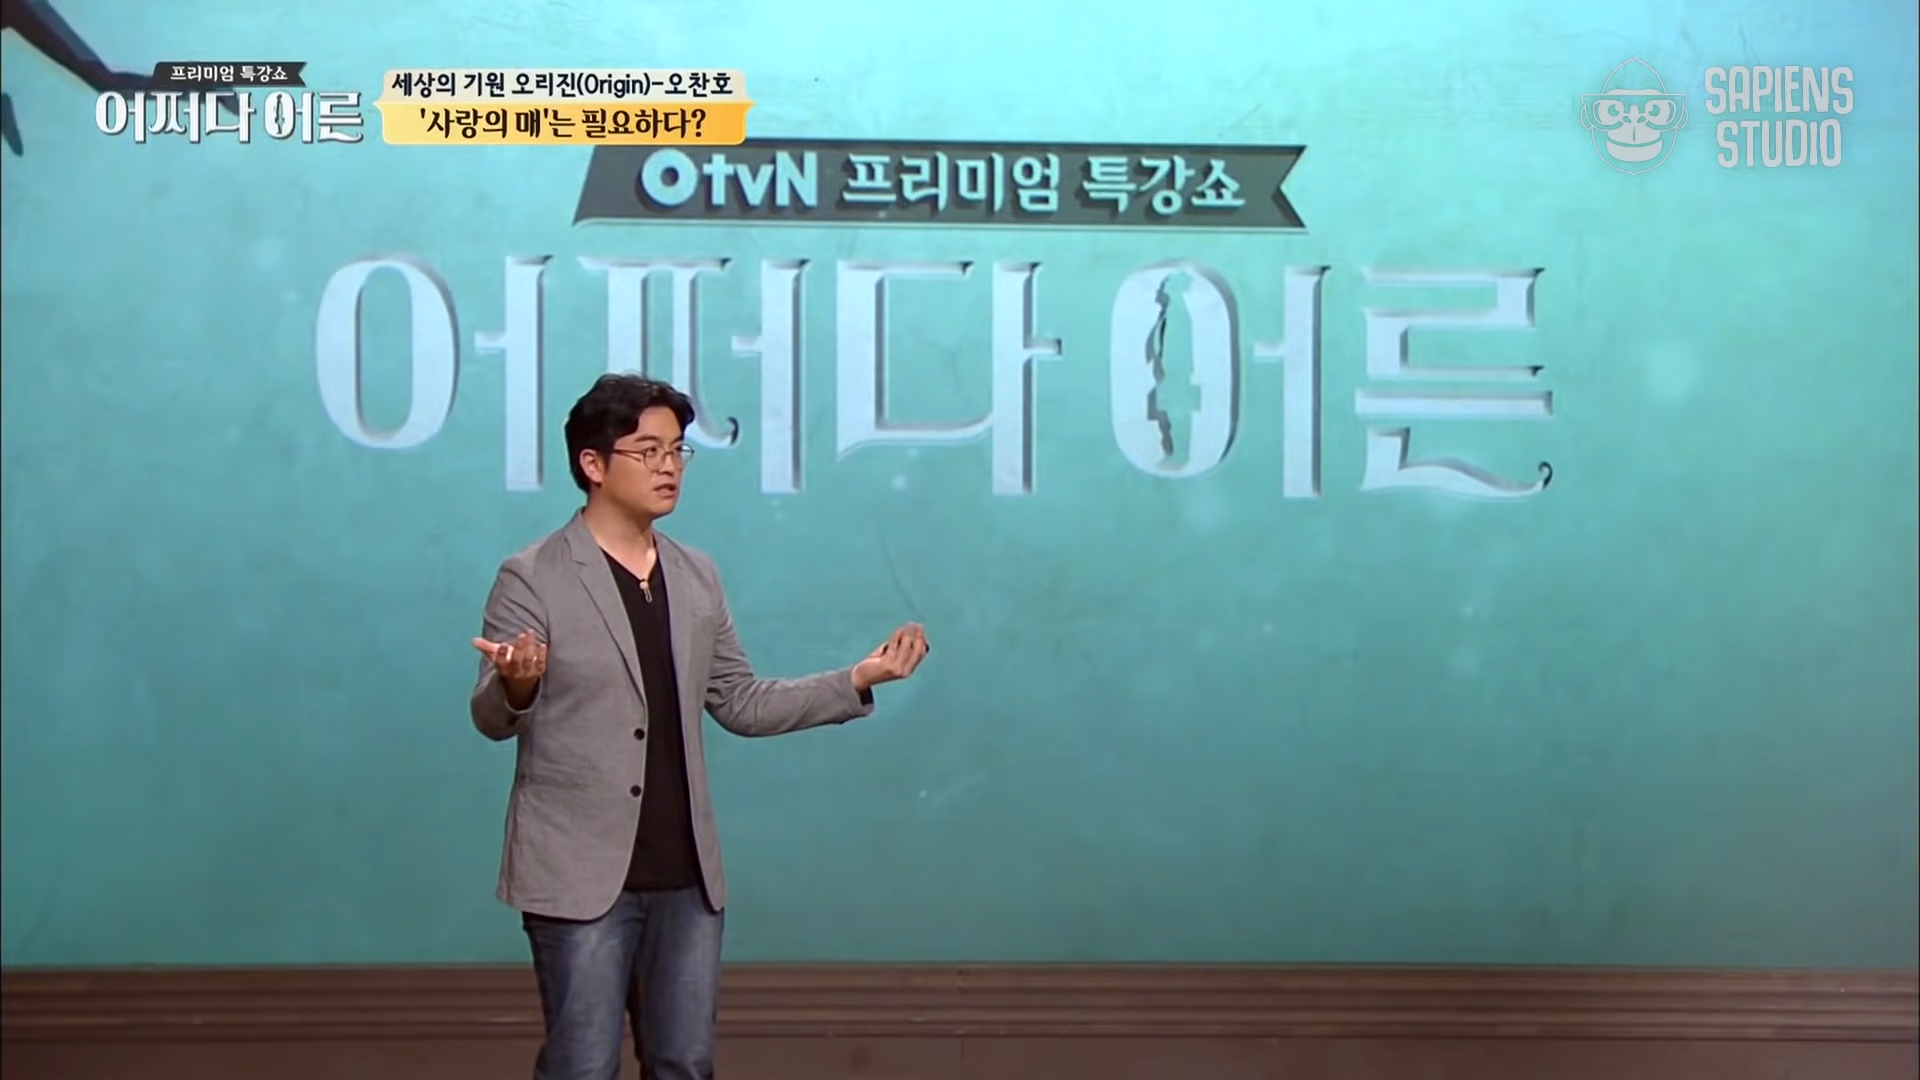 프리미엄 특강쇼
어쩌다 어른
세상의 기원 오리진(Origin)-오찬호
'사랑의 매'는 필요하다?
SAPIENS
STUDIO
OtvN 프리미엄 특강쇼
어쩌다 어른